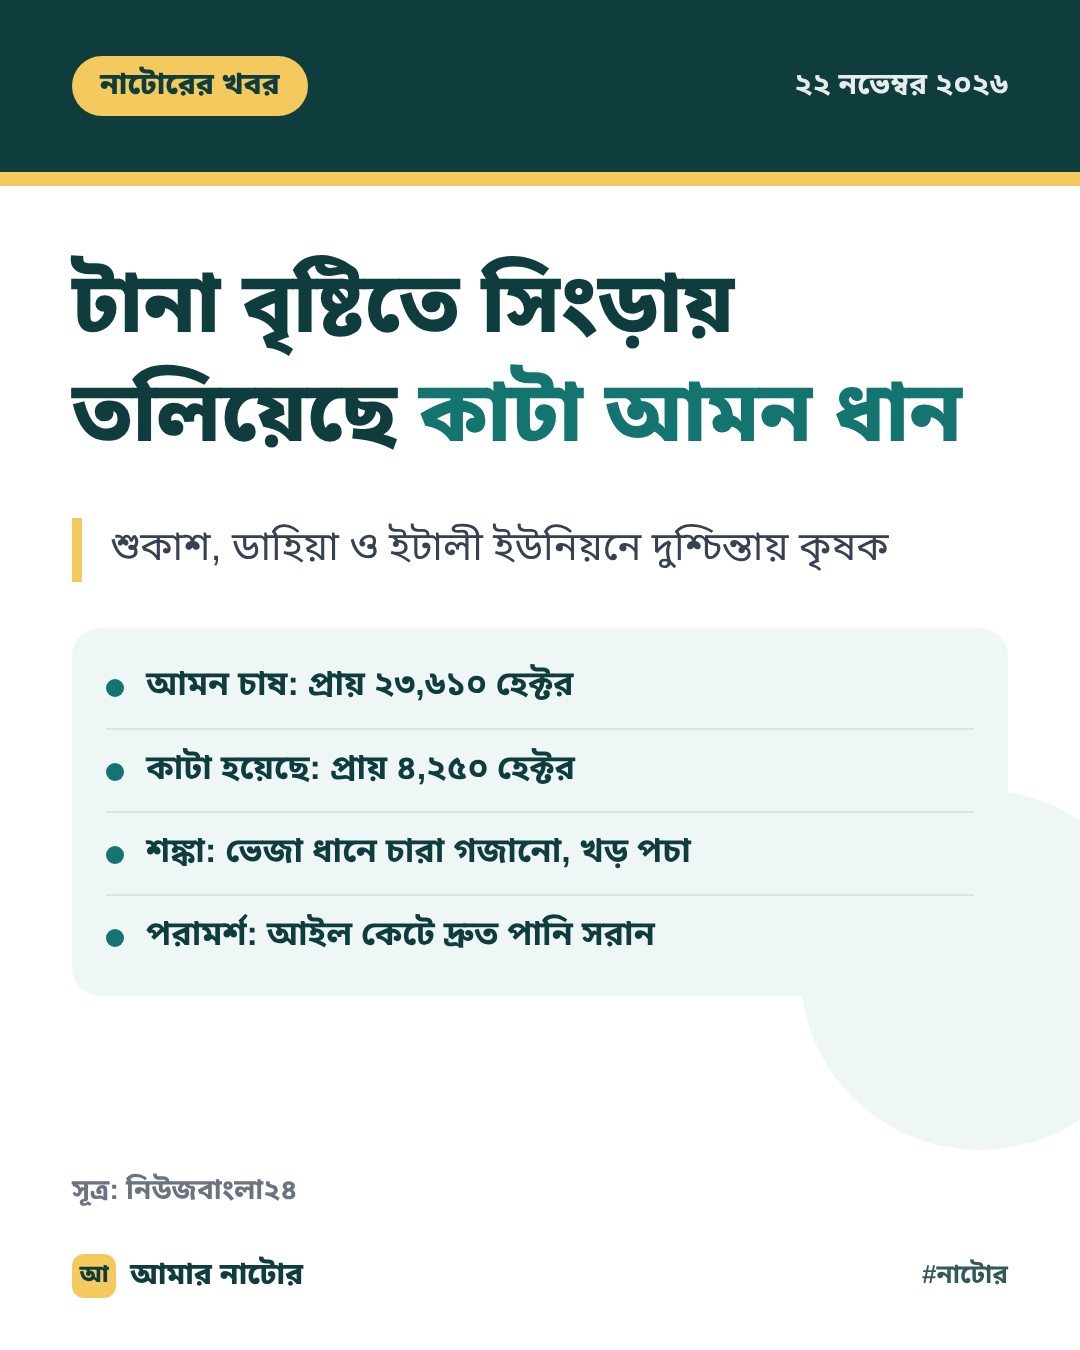 নাটোরের খবর
২২ নভেম্বর ২০২৬
টানা বৃষ্টিতে সিংড়ায়
তলিয়েছে কাটা আমন ধান
শুকাশ, ডাহিয়া ও ইটালী ইউনিয়নে দুশ্চিন্তায় কৃষক
আমন চাষ: প্রায় ২৩,৬১০ হেক্টর
কাটা হয়েছে: প্রায় ৪,২৫০ হেক্টর
শঙ্কা: ভেজা ধানে চারা গজানো, খড় পচা
পরামর্শ: আইল কেটে দ্রুত পানি সরান
সূত্র: নিউজবাংলা২৪
আ আমার নাটোর
#নাটোর